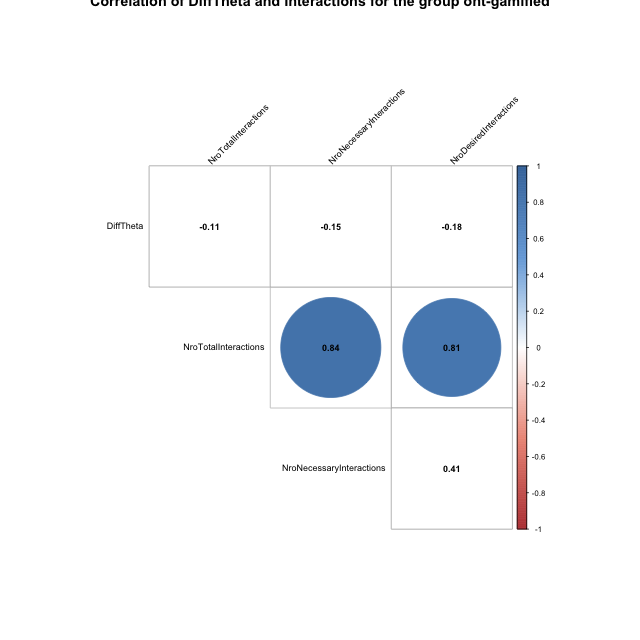 Correlation of DiffTheta and Interactions for the group ont-gamified
NroTotalInteractions
NroNecessaryInteractions
NroDesiredInteractions
DiffTheta
-0.11
-0.15
-0.18
NroTotalInteractions
0.84
0.81
NroNecessaryInteractions
0.41
1
0.8
0.6
0.4
0.2
0
-0.2
-0.4
-0.6
-0.8
-1